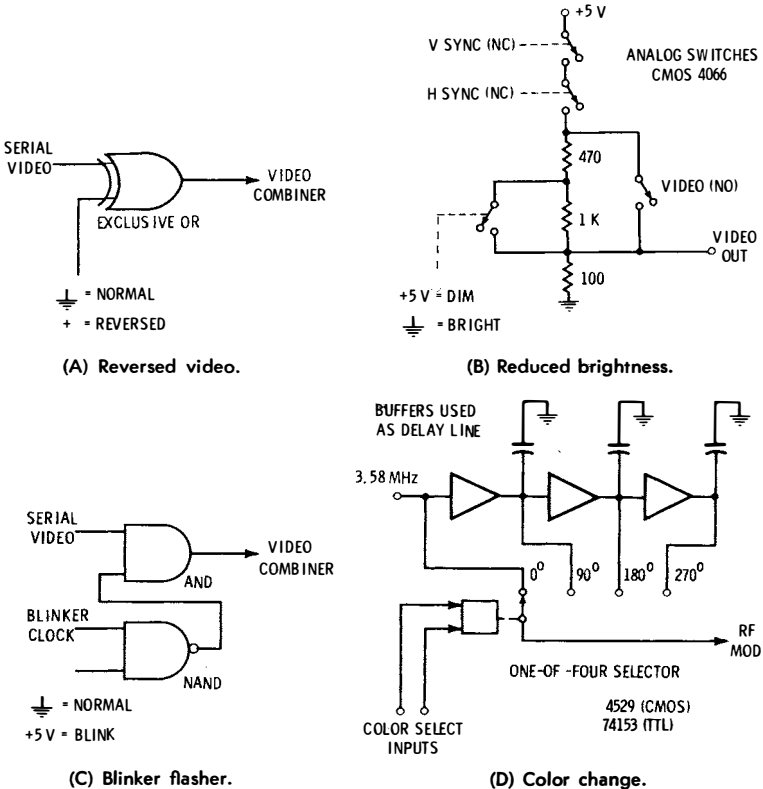 SERIAL
VIDEO
VIDEO
COMBINER
EXCLUSIVE OR
⏚ = NORMAL
+ = REVERSED
(A) Reversed video.
+5 V
V SYNC (NC)
ANALOG SWITCHES
CMOS 4066
H SYNC (NC)
470
VIDEO (NO)
1 K
VIDEO
OUT
100
+5 V = DIM
⏚ = BRIGHT
(B) Reduced brightness.
SERIAL
VIDEO
VIDEO
COMBINER
AND
BLINKER
CLOCK
NAND
⏚ = NORMAL
+5 V = BLINK
(C) Blinker flasher.
BUFFERS USED
AS DELAY LINE
3.58 MHz
0° 90° 180° 270°
RF
MOD
ONE-OF -FOUR SELECTOR
4529 (CMOS)
74153 (TTL)
COLOR SELECT
INPUTS
(D) Color change.